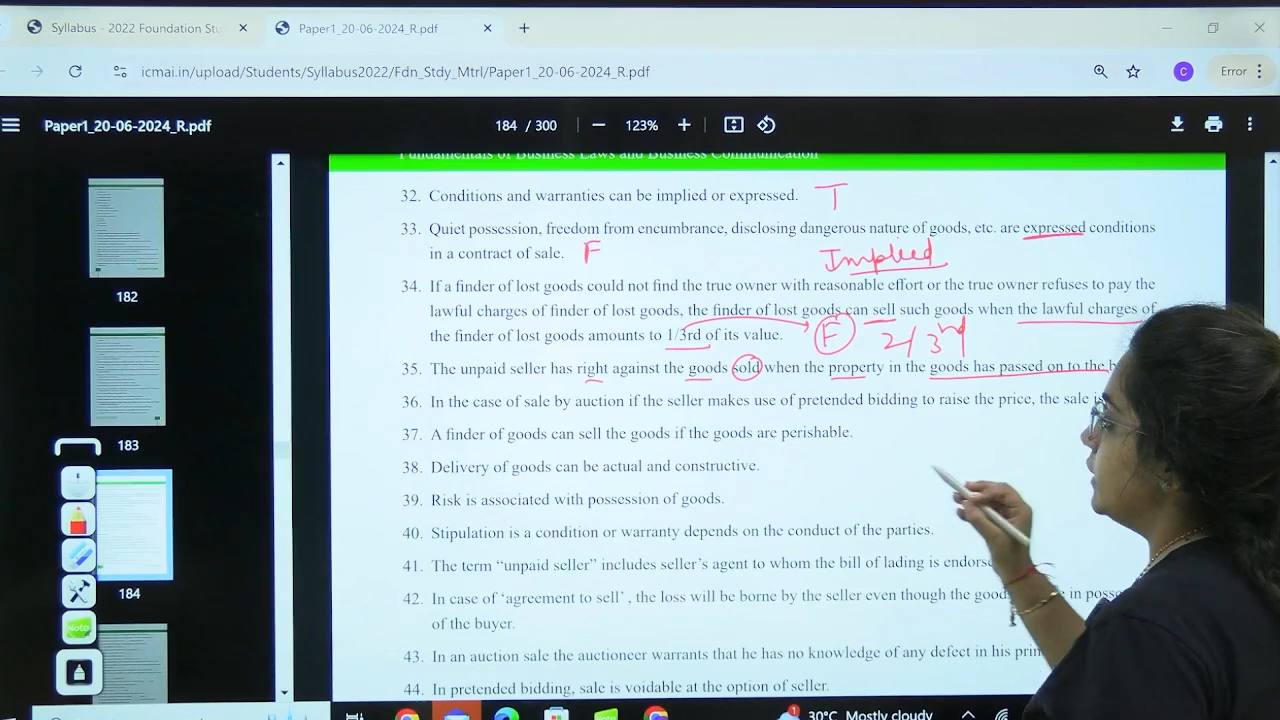 Syllabus - 2022 Foundation Stu
Paper1_20-06-2024_R.pdf
icmai.in/upload/Students/Syllabus2022/Fdn_Stdy_Mtrl/Paper1_20-06-2024_R.pdf
C
Error
Paper1_20-06-2024_R.pdf
184 / 300
123%
Fundamentals of Business Laws and Business Communication
182
183
184
Note
32. Conditions and warranties can be implied or expressed. T
33. Quiet possession freedom from encumbrance, disclosing dangerous nature of goods, etc. are expressed conditions
in a contract of sale. F Implied
34. If a finder of lost goods could not find the true owner with reasonable effort or the true owner refuses to pay the
lawful charges of finder of lost goods, the finder of lost goods can sell such goods when the lawful charges of
the finder of lost goods amounts to 1/3rd of its value. F 2/3rd
35. The unpaid seller has right against the goods sold when the property in the goods has passed on to the b
36. In the case of sale by auction if the seller makes use of pretended bidding to raise the price, the sale is
37. A finder of goods can sell the goods if the goods are perishable.
38. Delivery of goods can be actual and constructive.
39. Risk is associated with possession of goods.
40. Stipulation is a condition or warranty depends on the conduct of the parties.
41. The term “unpaid seller” includes seller’s agent to whom the bill of lading is endorse
42. In case of ‘agreement to sell’, the loss will be borne by the seller even though the good in posse
of the buyer.
43. In an auction sale the auctioneer warrants that he has no knowledge of any defect in his prin
44. In pretended bidding, sale is voidable at the option of
1
30°C Mostly cloudy